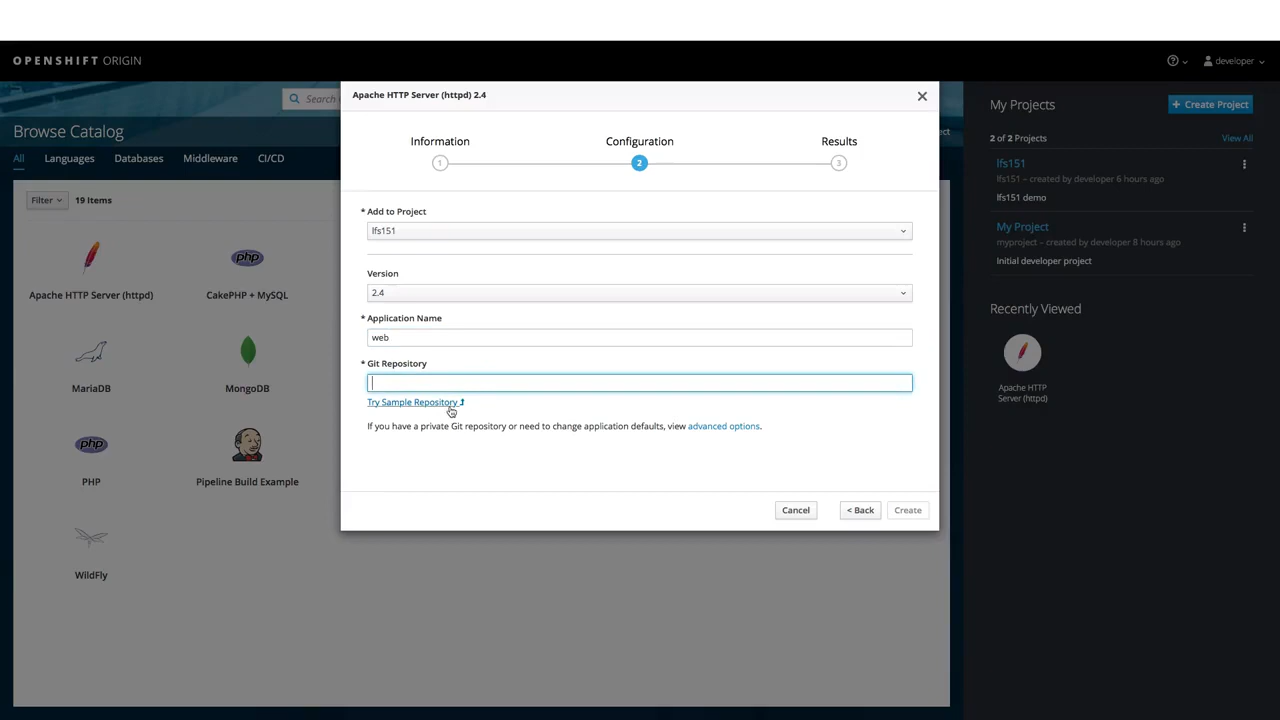 OPENSHIFT ORIGIN
developer
Search
Browse Catalog
All
Languages
Databases
Middleware
CI/CD
Filter
19 Items
Apache HTTP Server (httpd)
CakePHP + MySQL
MariaDB
MongoDB
PHP
Pipeline Build Example
WildFly
Apache HTTP Server (httpd) 2.4
Information
Configuration
Results
1
2
3
* Add to Project
lfs151
Version
2.4
* Application Name
web
* Git Repository
Try Sample Repository
If you have a private Git repository or need to change application defaults, view advanced options.
Cancel
< Back
Create
My Projects
+ Create Project
2 of 2 Projects
View All
lfs151
lfs151 – created by developer 6 hours ago
lfs151 demo
My Project
myproject – created by developer 8 hours ago
Initial developer project
Recently Viewed
Apache HTTP
Server (httpd)